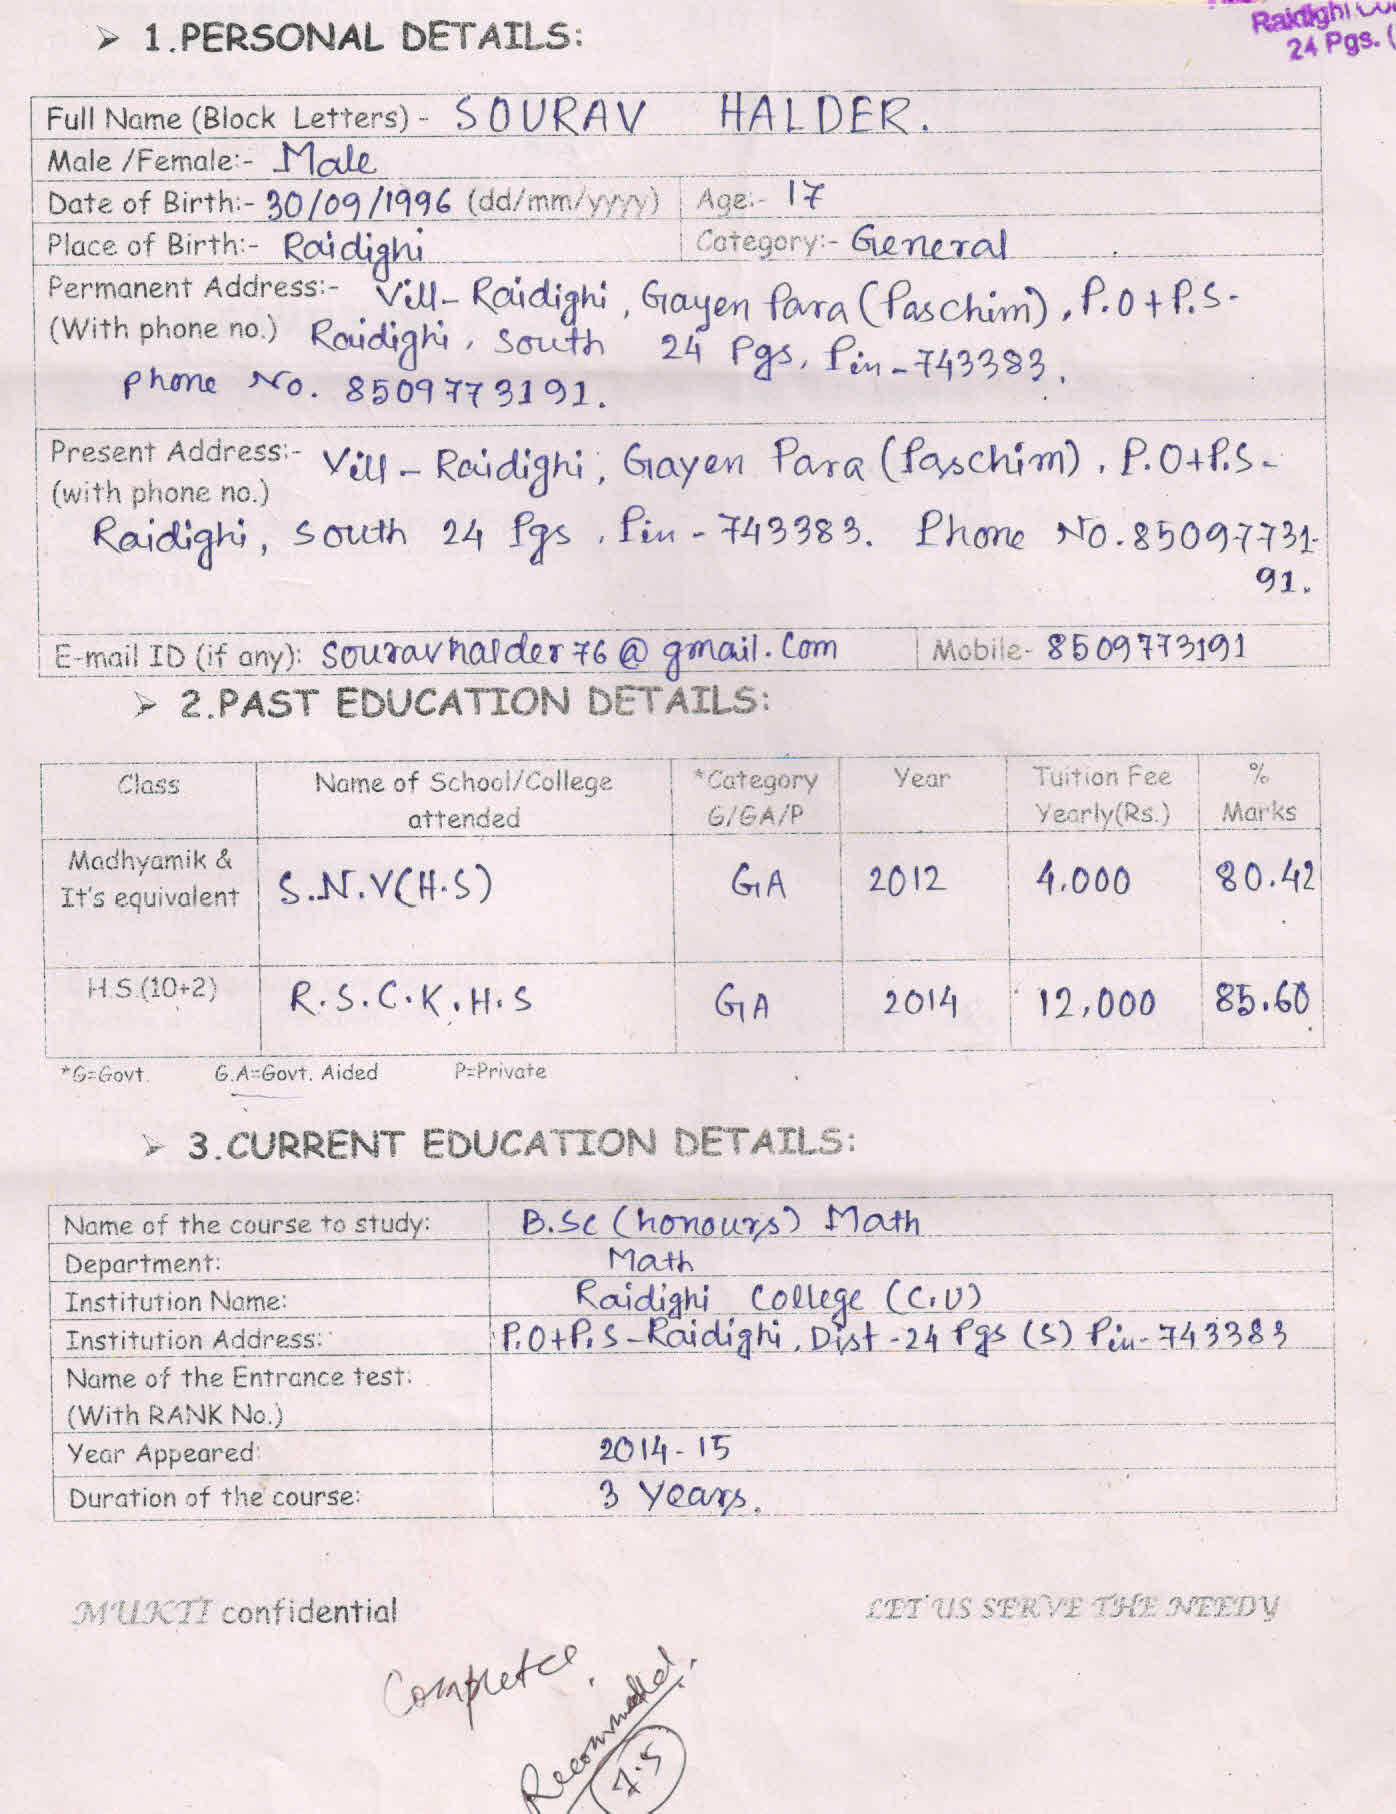 Raidighi
24 Pgs. (
➢ 1.PERSONAL DETAILS:
Full Name (Block Letters) - SOURAV HALDER.
Male /Female:- Male
Date of Birth:- 30/09/1996 (dd/mm/yyyy) Age:- 17
Place of Birth:- Raidighi Category:- General
Permanent Address:- Vill- Raidighi, Gayen Para (Paschim), P.O+P.S-
(With phone no.) Raidighi, South 24 Pgs, Pin-743383.
Phone No. 8509773191.
Present Address:- Vill - Raidighi, Gayen Para (Paschim), P.O+P.S-
(with phone no.)
Raidighi, South 24 Pgs, Pin - 743383. Phone No. 85097731-
91.
E-mail ID (if any): souravhalder76@gmail.com Mobile- 8509773191
➢ 2.PAST EDUCATION DETAILS:
Class Name of School/College *Category Year Tuition Fee %
attended G/GA/P Yearly(Rs.) Marks
Madhyamik &
It's equivalent S.N.V(H.S) GA 2012 4,000 80.42
H.S.(10+2) R.S.C.K.H.S GA 2014 12,000 85.60
*G=Govt. G.A=Govt. Aided P=Private
➢ 3.CURRENT EDUCATION DETAILS:
Name of the course to study: B.Sc (honours) Math
Department: Math
Institution Name: Raidighi College (C.U)
Institution Address: P.O+P.S-Raidighi, Dist-24 Pgs (S) Pin-743383
Name of the Entrance test:
(With RANK No.)
Year Appeared: 2014-15
Duration of the course: 3 Years.
MUKTI confidential LET US SERVE THE NEEDY
Completed.
Recommended.
7.5